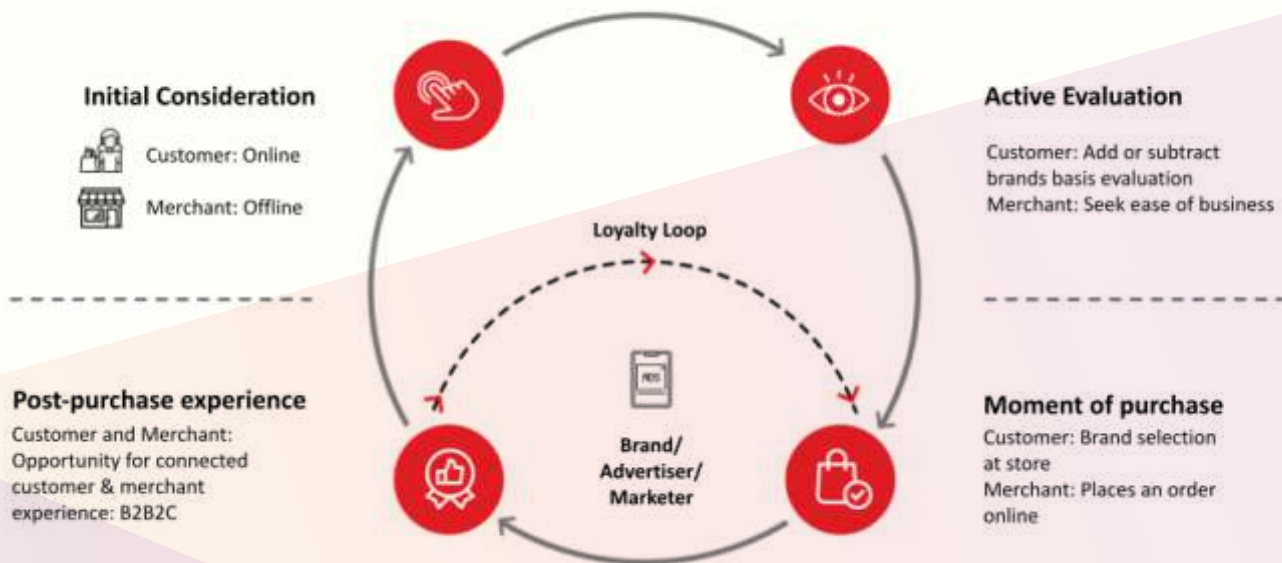 Initial Consideration
Customer: Online
Merchant: Offline
Active Evaluation
Customer: Add or subtract
brands basis evaluation
Merchant: Seek ease of business
Loyalty Loop
ADS
Brand/
Advertiser/
Marketer
Post-purchase experience
Customer and Merchant:
Opportunity for connected
customer & merchant
experience: B2B2C
Moment of purchase
Customer: Brand selection
at store
Merchant: Places an order
online